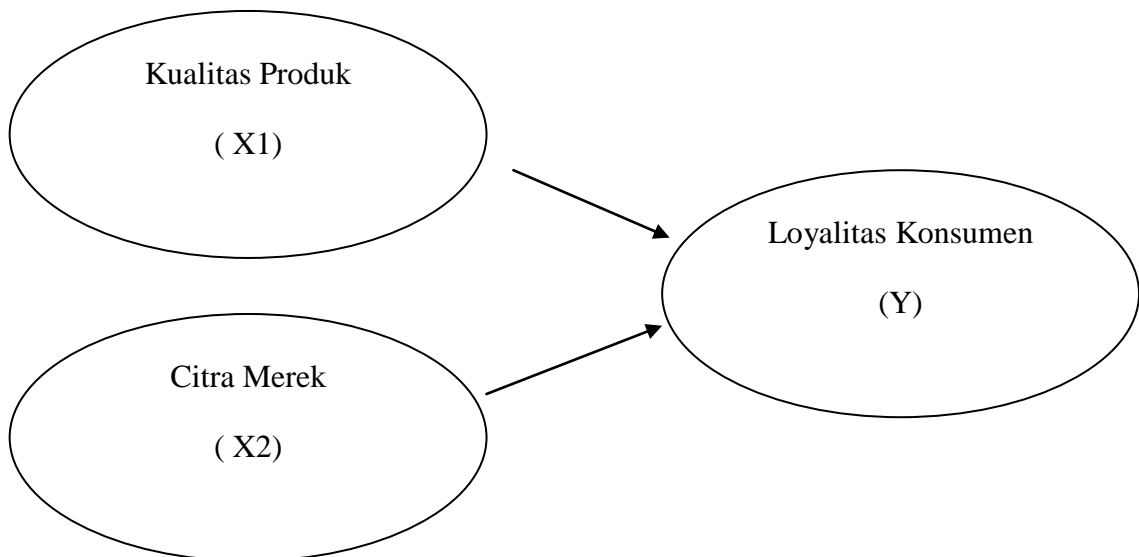 Kualitas Produk
( X1)
Loyalitas Konsumen
(Y)
Citra Merek
( X2)